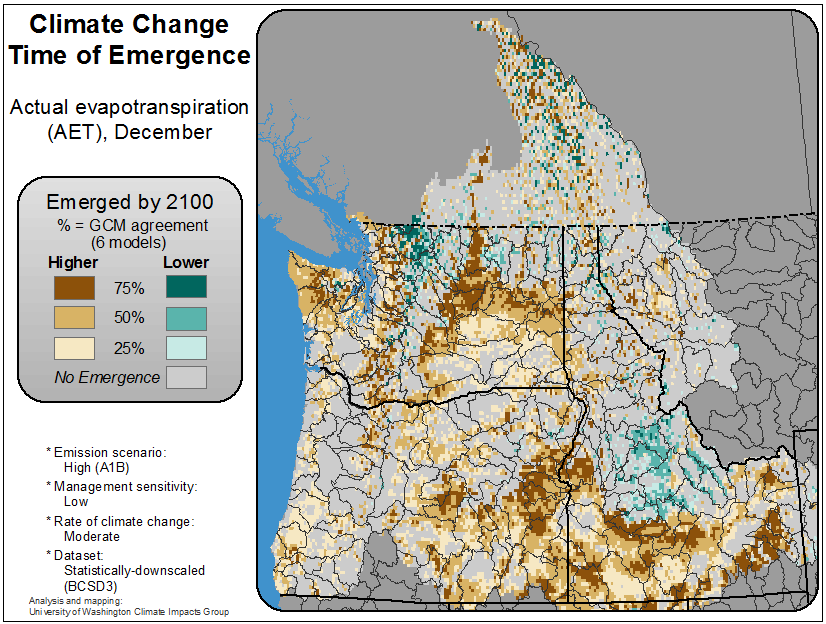 Climate Change
Time of Emergence
Actual evapotranspiration
(AET), December
Emerged by 2100
% = GCM agreement
(6 models)
Higher Lower
75%
50%
25%
No Emergence
* Emission scenario:
High (A1B)
* Management sensitivity:
Low
* Rate of climate change:
Moderate
* Dataset:
Statistically-downscaled
(BCSD3)
Analysis and mapping:
University of Washington Climate Impacts Group